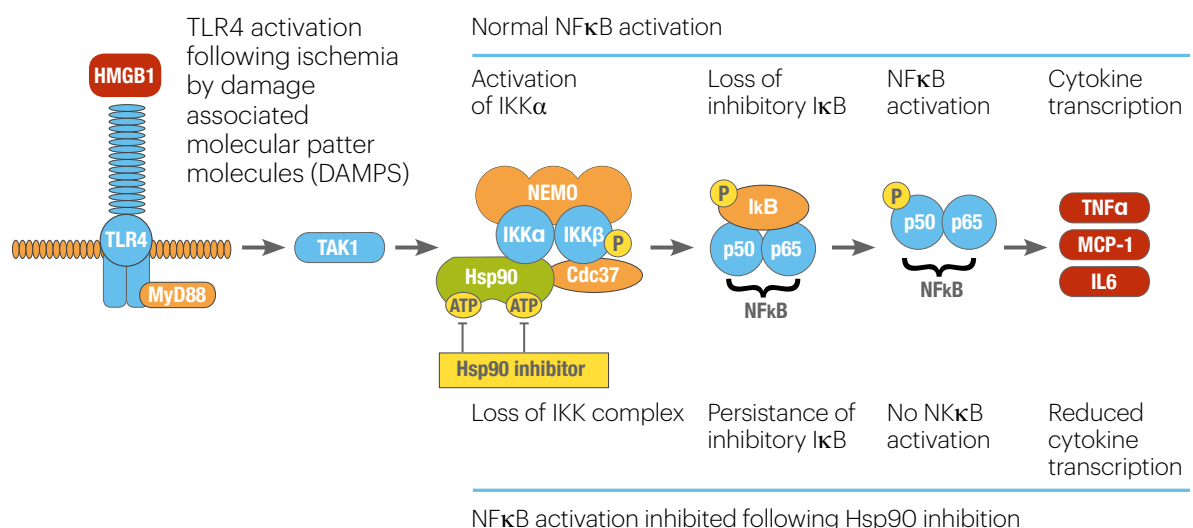 TLR4 activation
following ischemia
by damage
associated
molecular patter
molecules (DAMPS)
Normal NFκB activation
Activation
of IKKα
Loss of
inhibitory IκB
NFκB
activation
Cytokine
transcription
HMGB1
TLR4
MyD88
TAK1
NEMO
IKKα
IKKβ
P
Hsp90
Cdc37
ATP
ATP
Hsp90 inhibitor
P
IκB
p50
p65
NFκB
P
p50
p65
NFκB
TNFα
MCP-1
IL6
Loss of IKK complex
Persistance of
inhibitory IκB
No NKκB
activation
Reduced
cytokine
transcription
NFκB activation inhibited following Hsp90 inhibition